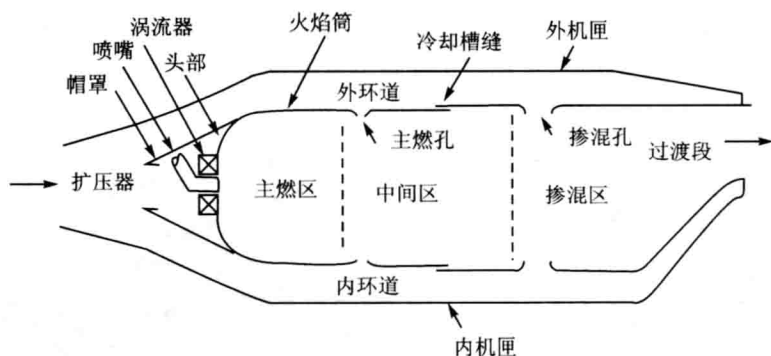 涡流器
喷嘴
帽罩
头部
火焰筒
冷却槽缝
外机匣
外环道
主燃孔
掺混孔
过渡段
扩压器
主燃区
中间区
掺混区
内环道
内机匣